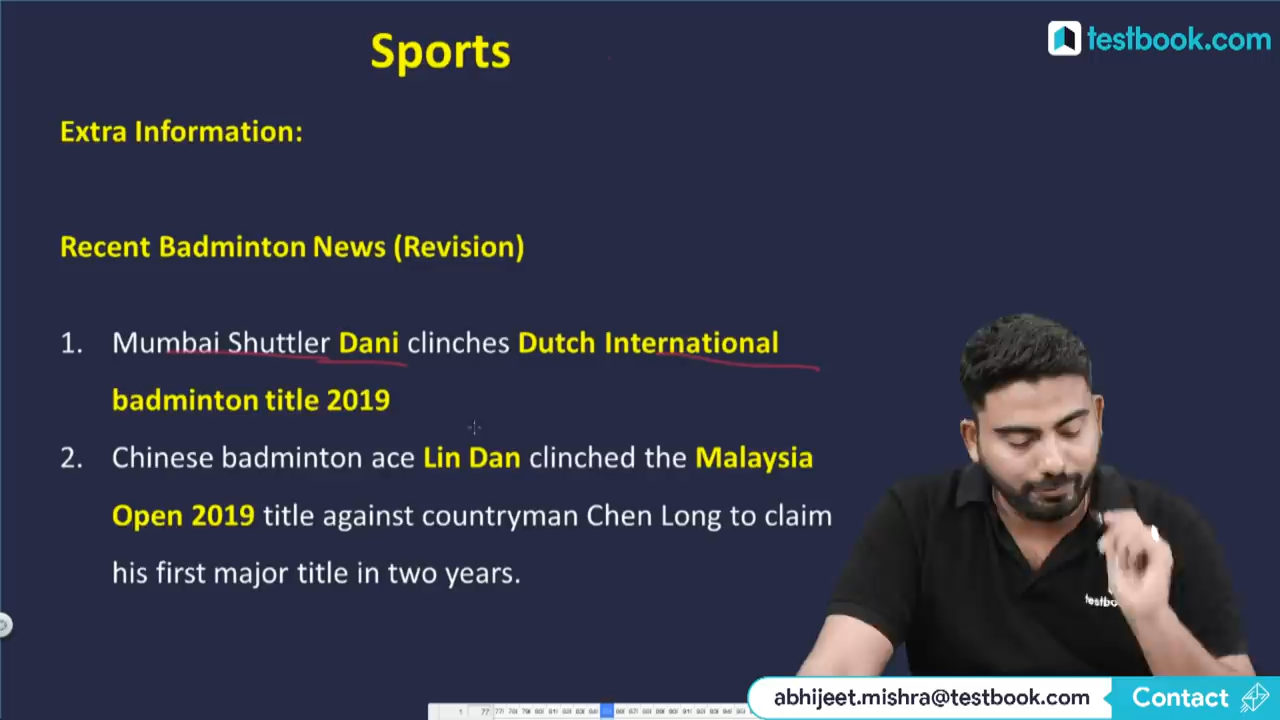 Sports
testbook.com
Extra Information:
Recent Badminton News (Revision)
1. Mumbai Shuttler Dani clinches Dutch International
badminton title 2019
2. Chinese badminton ace Lin Dan clinched the Malaysia
Open 2019 title against countryman Chen Long to claim
his first major title in two years.
abhijeet.mishra@testbook.com Contact